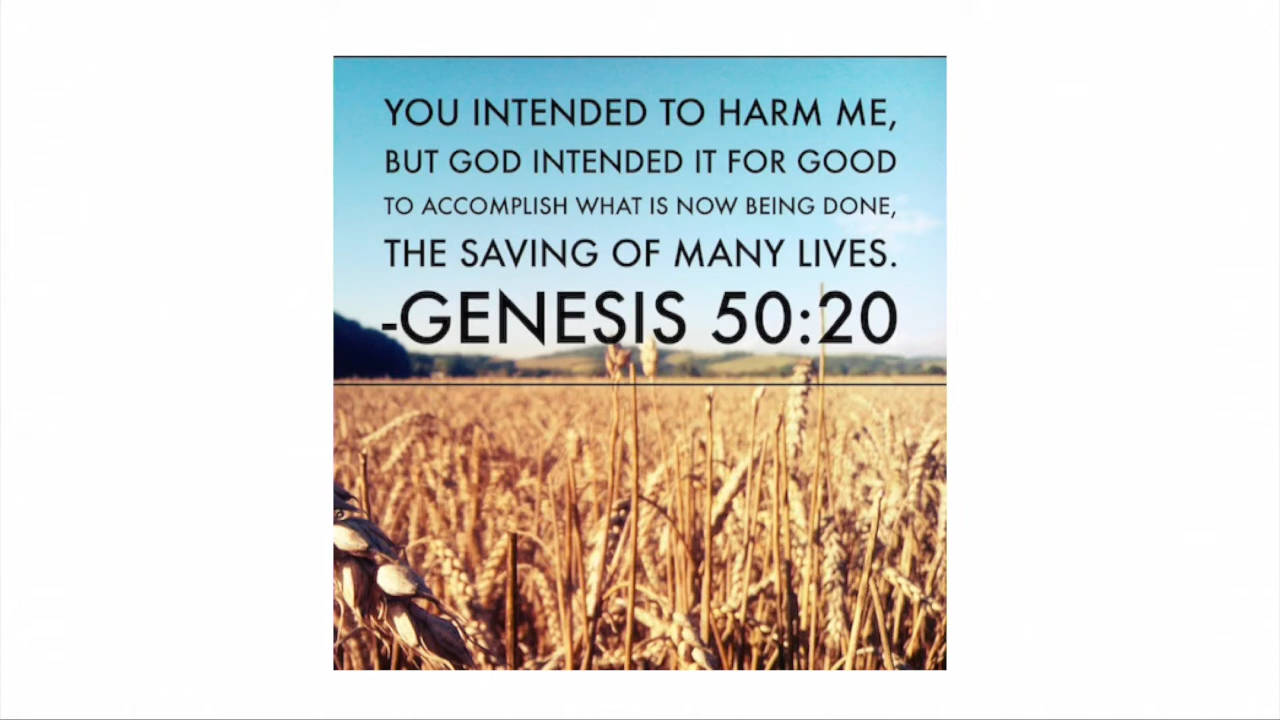 YOU INTENDED TO HARM ME,
BUT GOD INTENDED IT FOR GOOD
TO ACCOMPLISH WHAT IS NOW BEING DONE,
THE SAVING OF MANY LIVES.
-GENESIS 50:20